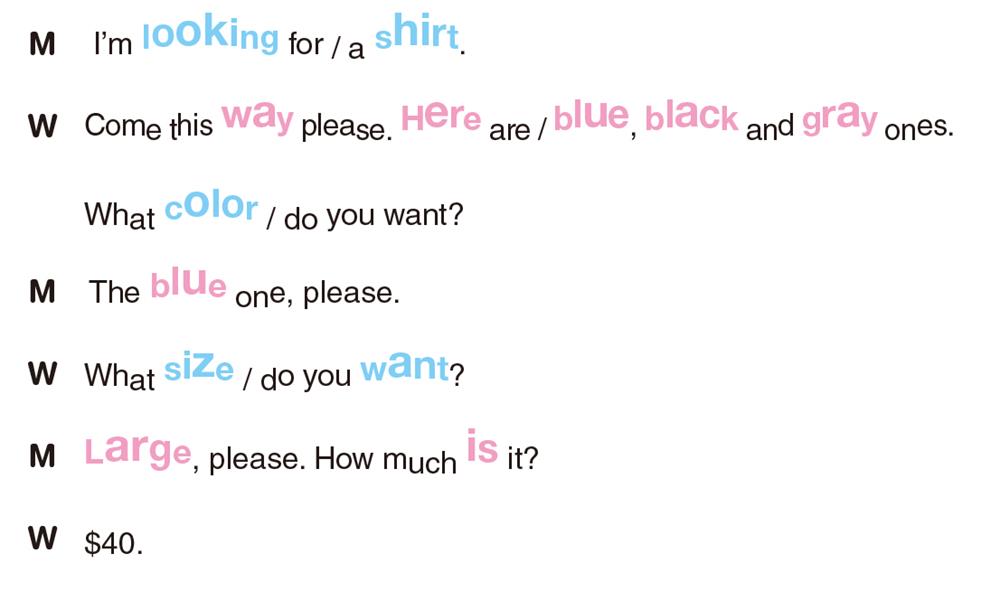 M I'm looking for / a shirt.
W Come this way please. Here are / blue, black and gray ones.
What color / do you want?
M The blue one, please.
W What size / do you want?
M Large, please. How much is it?
W $40.